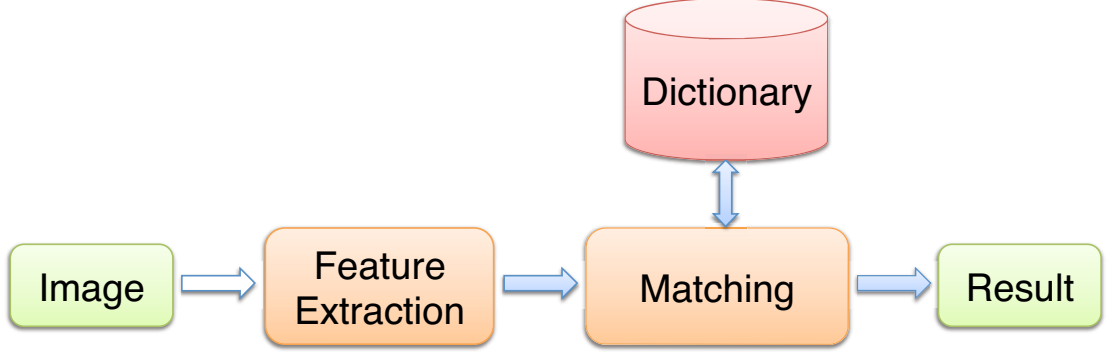 Dictionary
Image
Feature
Extraction
Matching
Result